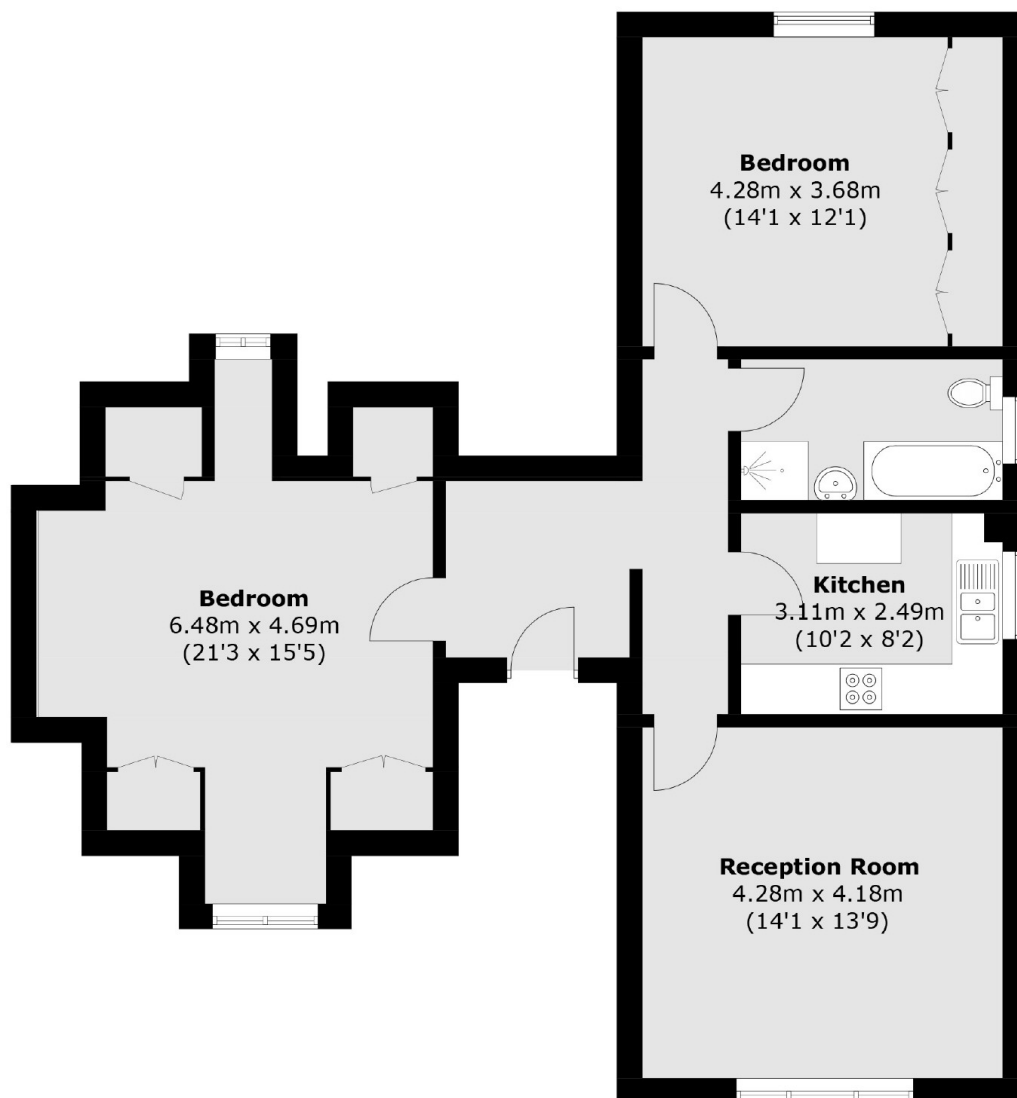 Bedroom
4.28m x 3.68m
(14'1 x 12'1)
Bedroom
6.48m x 4.69m
(21'3 x 15'5)
Kitchen
3.11m x 2.49m
(10'2 x 8'2)
Reception Room
4.28m x 4.18m
(14'1 x 13'9)